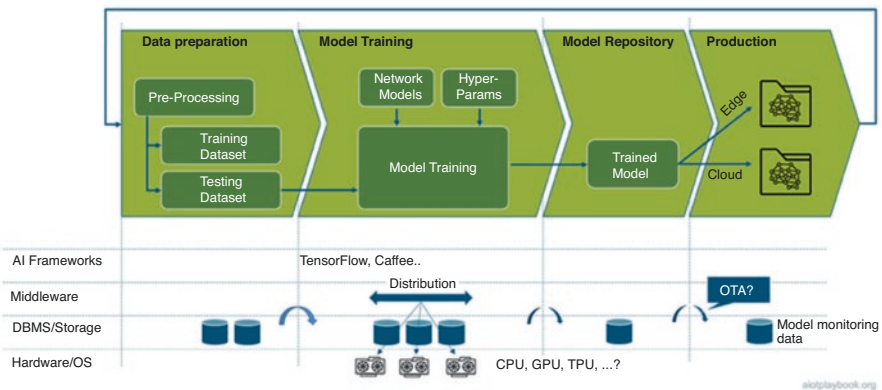 Data preparation
Model Training
Model Repository
Production
Pre-Processing
Training
Dataset
Testing
Dataset
Network
Models
Hyper-
Params
Model Training
Trained
Model
Edge
Cloud
AI Frameworks
TensorFlow, Caffee..
Middleware
Distribution
OTA?
DBMS/Storage
Model monitoring
data
Hardware/OS
CPU, GPU, TPU, ...?
aiotplaybook.org